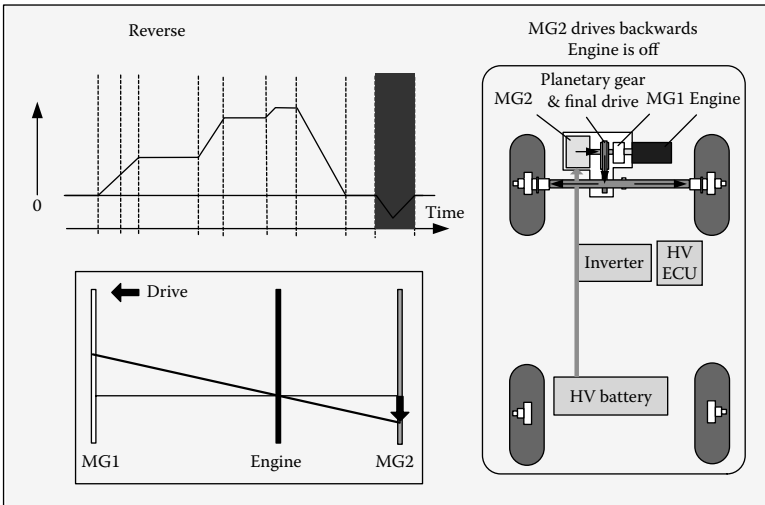 Reverse
0
Time
Drive
MG1
Engine
MG2
MG2 drives backwards
Engine is off
Planetary gear
& final drive
MG2
MG1 Engine
Inverter
HV
ECU
HV battery